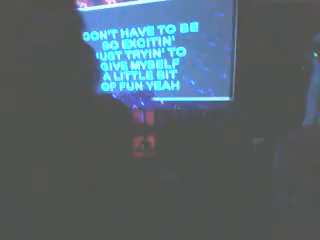 DON'T HAVE TO BE
SO EXCITIN'
JUST TRYIN' TO
GIVE MYSELF
A LITTLE BIT
OF FUN YEAH